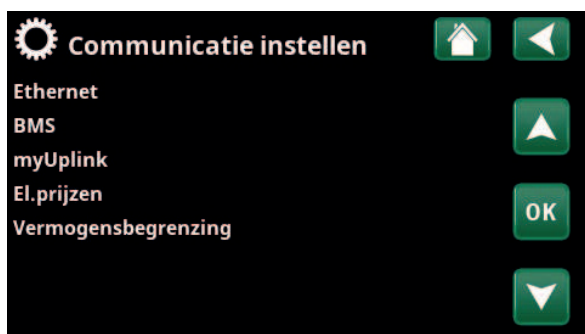 Communicatie instellen
Ethernet
BMS
myUplink
El.prijzen
OK
Vermogensbegrenzing